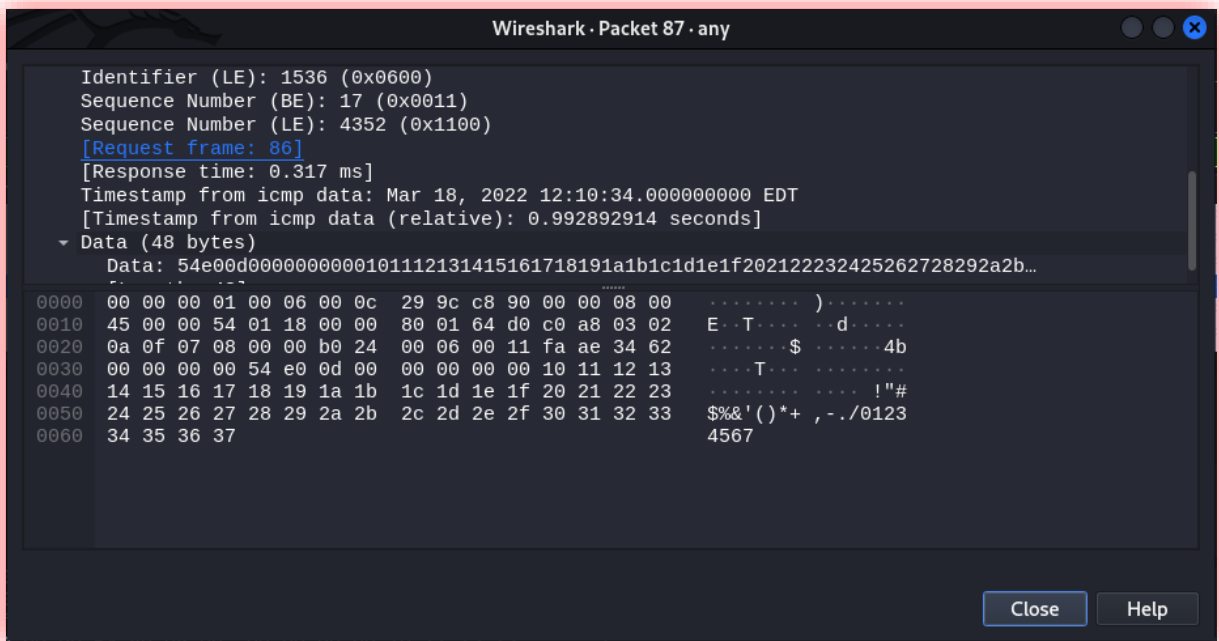 Wireshark · Packet 87 · any
Identifier (LE): 1536 (0x0600)
Sequence Number (BE): 17 (0x0011)
Sequence Number (LE): 4352 (0x1100)
[Request frame: 86]
[Response time: 0.317 ms]
Timestamp from icmp data: Mar 18, 2022 12:10:34.000000000 EDT
[Timestamp from icmp data (relative): 0.992892914 seconds]
Data (48 bytes)
Data: 54e00d0000000000101112131415161718191a1b1c1d1e1f202122232425262728292a2b…
0000 00 00 00 01 00 06 00 0c 29 9c c8 90 00 00 08 00 ········ )·······
0010 45 00 00 54 01 18 00 00 80 01 64 d0 c0 a8 03 02 E··T···· ··d·····
0020 0a 0f 07 08 00 00 b0 24 00 06 00 11 fa ae 34 62 ·······$ ······4b
0030 00 00 00 00 54 e0 0d 00 00 00 00 00 10 11 12 13 ····T··· ········
0040 14 15 16 17 18 19 1a 1b 1c 1d 1e 1f 20 21 22 23 ········ ···· !"#
0050 24 25 26 27 28 29 2a 2b 2c 2d 2e 2f 30 31 32 33 $%&'()*+ ,-./0123
0060 34 35 36 37 4567
Close Help